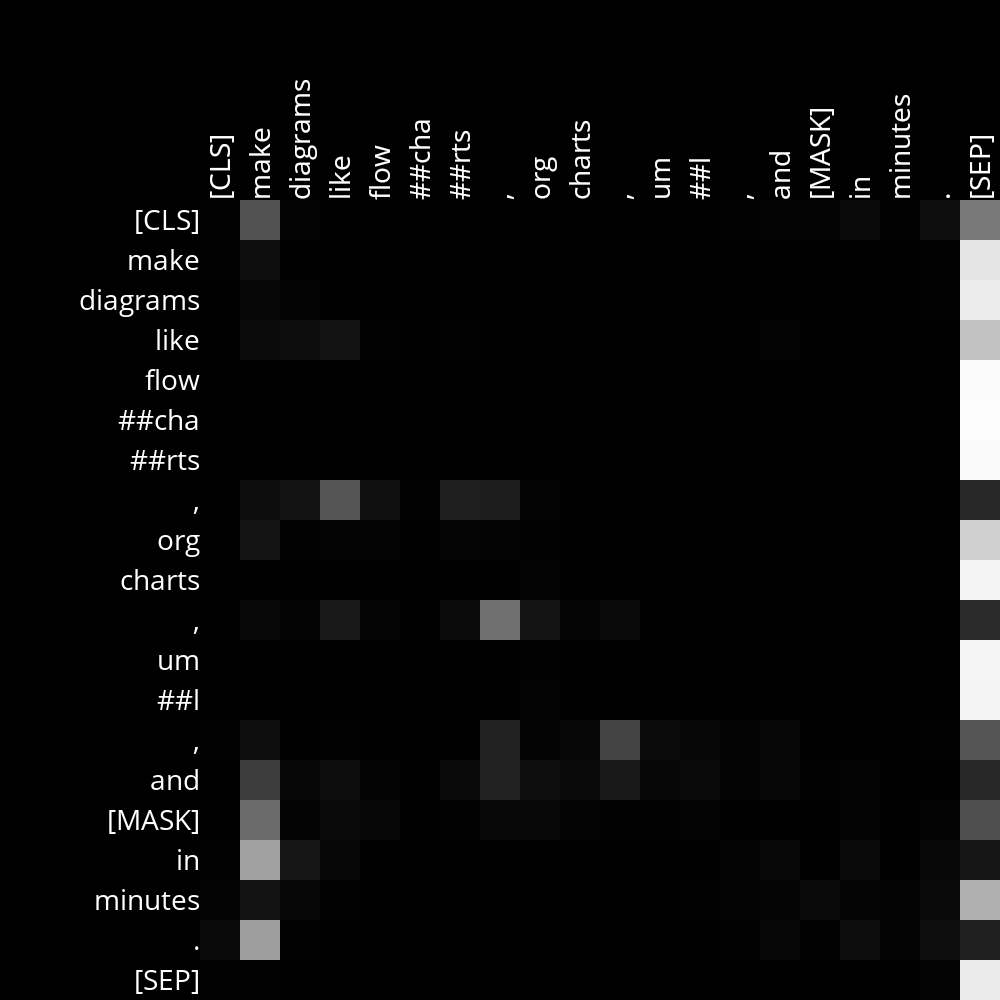 [CLS] make diagrams like flow ##cha ##rts , org charts , um ##l , and [MASK] in minutes . [SEP]
[CLS]
make
diagrams
like
flow
##cha
##rts
,
org
charts
,
um
##l
,
and
[MASK]
in
minutes
.
[SEP]